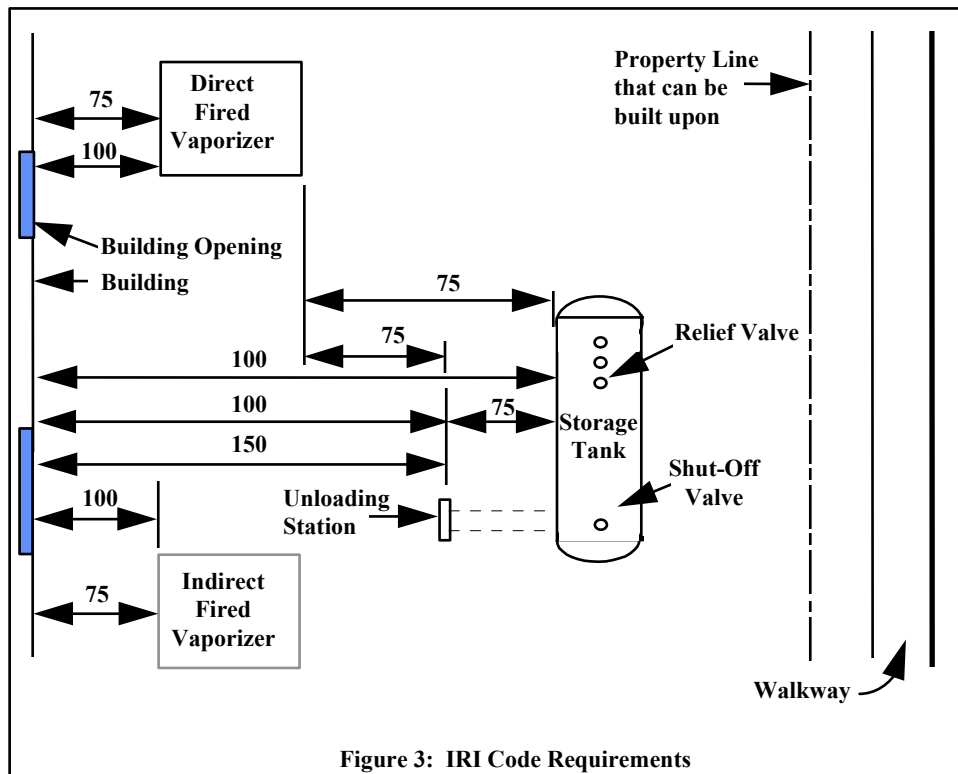 Direct
Fired
Vaporizer
75
100
Property Line
that can be
built upon
Building Opening
Building
75
75
Relief Valve
100
100
75
Storage
Tank
150
Shut-Off
Valve
Unloading
Station
100
Indirect
Fired
Vaporizer
75
Walkway
Figure 3: IRI Code Requirements